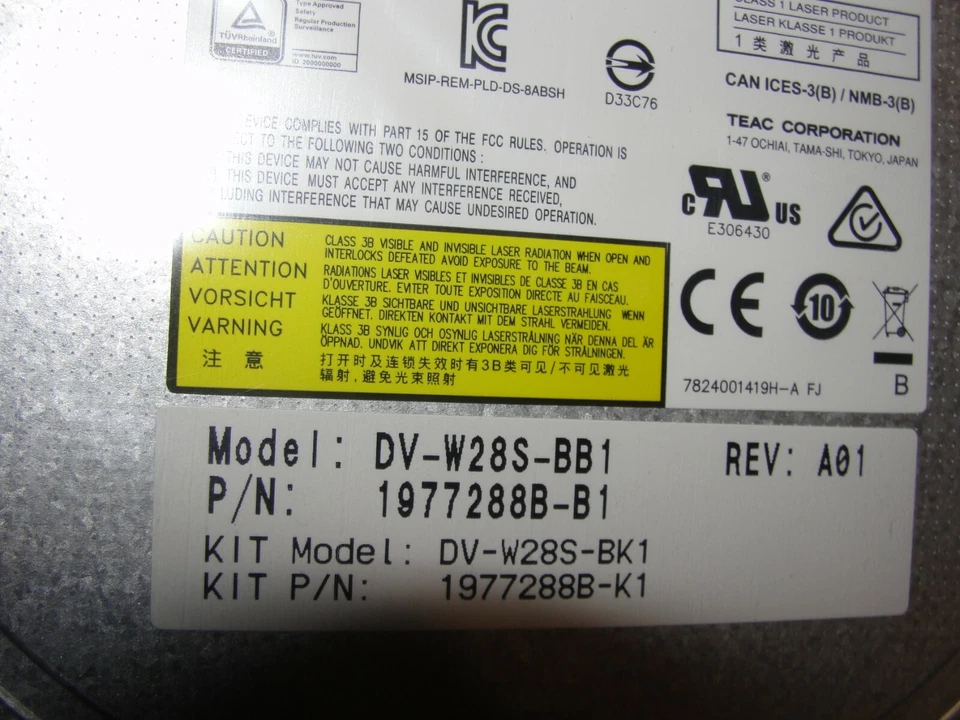 Type Approved
Safety
Regular Production
Surveillance
TÜVRheinland
CERTIFIED
www.tuv.com
ID 2000000000
MSIP-REM-PLD-DS-8ABSH
D33C76
CLASS 1 LASER PRODUCT
LASER KLASSE 1 PRODUKT
1 类 激 光 产 品
CAN ICES-3(B) / NMB-3(B)
TEAC CORPORATION
1-47 OCHIAI, TAMA-SHI, TOKYO, JAPAN
COMPLIES WITH PART 15 OF THE FCC RULES. OPERATION IS
TO THE FOLLOWING TWO CONDITIONS :
THIS DEVICE MAY NOT CAUSE HARMFUL INTERFERENCE, AND
THIS DEVICE MUST ACCEPT ANY INTERFERENCE RECEIVED,
INTERFERENCE THAT MAY CAUSE UNDESIRED OPERATION.
c RU ® US
E306430
CAUTION CLASS 3B VISIBLE AND INVISIBLE LASER RADIATION WHEN OPEN AND
INTERLOCKS DEFEATED AVOID EXPOSURE TO THE BEAM.
ATTENTION RADIATIONS LASER VISIBLES ET INVISIBLES DE CLASSE 3B EN CAS
D'OUVERTURE. EVITER TOUTE EXPOSITION DIRECTE AU FAISCEAU.
VORSICHT KLASSE 3B SICHTBARE UND UNSICHTBARE LASERSTRAHLUNG WENN
GEÖFFNET. DIREKTEN KONTAKT MIT DEM STRAHL VERMEIDEN.
VARNING KLASS 3B SYNLIG OCH OSYNLIG LASERSTRÅLNING NÄR DENNA DEL ÄR
ÖPPNAD. UNDVIK ATT DIREKT EXPONERA DIG FÖR STRÅLNINGEN.
注 意 打开时及连锁失效时有3B类可见/不可见激光
辐射,避免光束照射
CE
10
7824001419H-A FJ
B
Model: DV-W28S-BB1 REV: A01
P/N: 1977288B-B1
KIT Model: DV-W28S-BK1
KIT P/N: 1977288B-K1